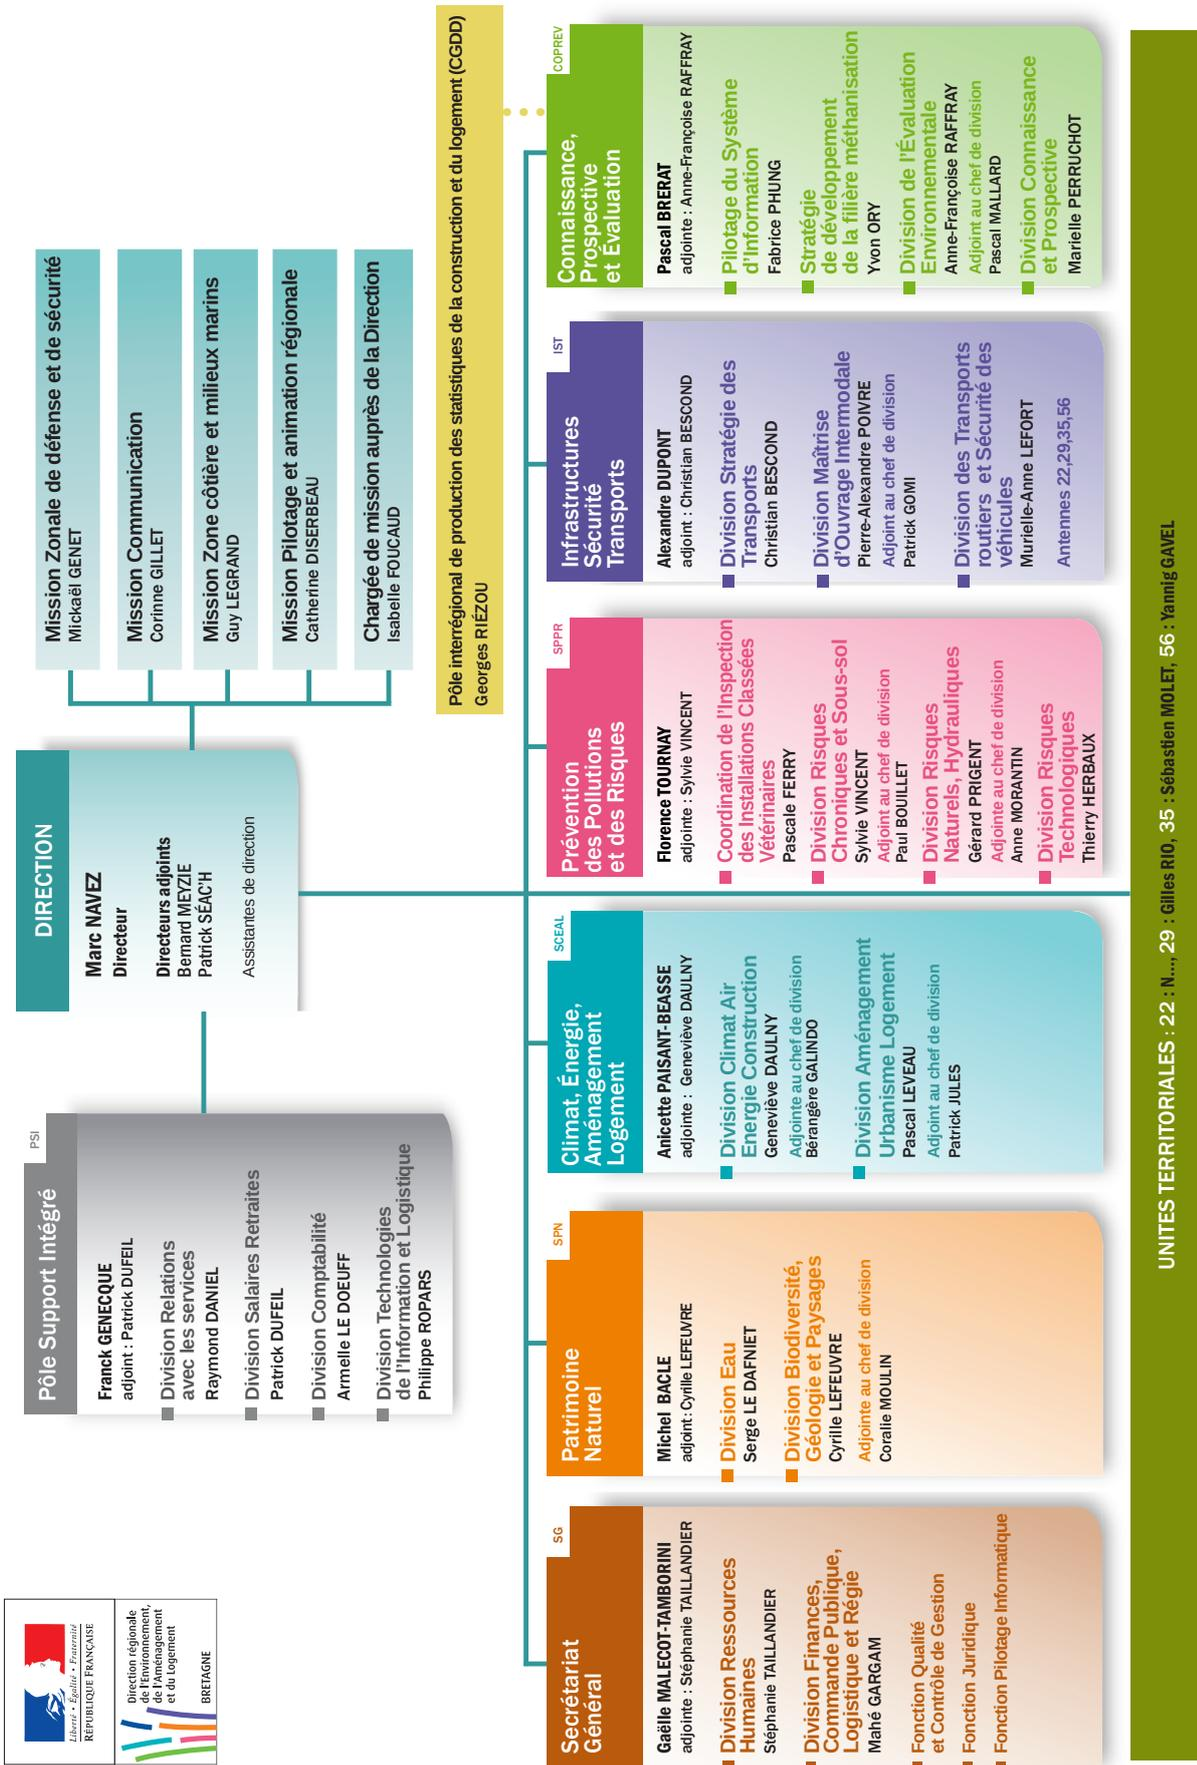 Liberté • Égalité • Fraternité
RÉPUBLIQUE FRANÇAISE
Direction régionale
de l'Environnement,
de l'Aménagement
et du Logement
BRETAGNE
PSI
Pôle Support Intégré
Franck GENECQUE
adjoint : Patrick DUFEIL
Division Relations
avec les services
Raymond DANIEL
Division Salaires Retraites
Patrick DUFEIL
Division Comptabilité
Armelle LE DOEUFF
Division Technologies
de l'Information et Logistique
Philippe ROPARS
DIRECTION
Marc NAVEZ
Directeur
Directeurs adjoints
Bernard MEYZIE
Patrick SÉAC'H
Assistantes de direction
Mission Zonale de défense et de sécurité
Mickaël GENET
Mission Communication
Corinne GILLET
Mission Zone côtière et milieux marins
Guy LEGRAND
Mission Pilotage et animation régionale
Catherine DISERBEAU
Chargée de mission auprès de la Direction
Isabelle FOUCAUD
Pôle interrégional de production des statistiques de la construction et du logement (CGDD)
Georges RIÉZOU
SG
Secrétariat
Général
Gaëlle MALECOT-TAMBORINI
adjointe : Stéphanie TAILLANDIER
Division Ressources
Humaines
Stéphanie TAILLANDIER
Division Finances,
Commande Publique,
Logistique et Régie
Mahé GARGAM
Fonction Qualité
et Contrôle de Gestion
Fonction Juridique
Fonction Pilotage Informatique
SPN
Patrimoine
Naturel
Michel BACLE
adjoint: Cyrille LEFEUVRE
Division Eau
Serge LE DAFNIET
Division Biodiversité,
Géologie et Paysages
Cyrille LEFEUVRE
Adjointe au chef de division
Coralie MOULIN
SCEAL
Climat, Énergie,
Aménagement
Logement
Anicette PAISANT-BEASSE
adjointe : Geneviève DAULNY
Division Climat Air
Energie Construction
Geneviève DAULNY
Adjointe au chef de division
Bérangère GALINDO
Division Aménagement
Urbanisme Logement
Pascal LEVEAU
Adjoint au chef de division
Patrick JULES
SPPR
Prévention
des Pollutions
et des Risques
Florence TOURNAY
adjointe : Sylvie VINCENT
Coordination de l'Inspection
des Installations Classées
Vétérinaires
Pascale FERRY
Division Risques
Chroniques et Sous-sol
Sylvie VINCENT
Adjoint au chef de division
Paul BOUILLET
Division Risques
Naturels, Hydrauliques
Gérard PRIGENT
Adjointe au chef de division
Anne MORANTIN
Division Risques
Technologiques
Thierry HERBAUX
IST
Infrastructures
Sécurité
Transports
Alexandre DUPONT
adjoint : Christian BESCOND
Division Stratégie des
Transports
Christian BESCOND
Division Maîtrise
d'Ouvrage Intermodale
Pierre-Alexandre POIVRE
Adjoint au chef de division
Patrick GOMI
Division des Transports
routiers et Sécurité des
véhicules
Murielle-Anne LEFORT
Antennes 22,29,35,56
COPREV
Connaissance,
Prospective
et Évaluation
Pascal BRERAT
adjointe : Anne-Françoise RAFFRAY
Pilotage du Système
d'Information
Fabrice PHUNG
Stratégie
de développement
de la filière méthanisation
Yvon ORY
Division de l'Évaluation
Environnementale
Anne-Françoise RAFFRAY
Adjoint au chef de division
Pascal MALLARD
Division Connaissance
et Prospective
Marielle PERRUCHOT
UNITES TERRITORIALES : 22 : N..., 29 : Gilles RIO, 35 : Sébastien MOLET, 56 : Yannig GAVEL